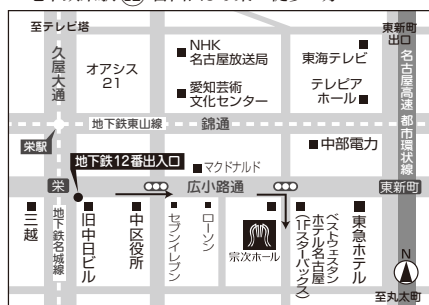 至テレビ塔
久屋大通
オアシス
21
NHK
名古屋放送局
愛知芸術
文化センター
東海テレビ
テレピア
ホール
東新町
出口
名古屋高速 都市環状線
地下鉄東山線
錦通
栄駅
地下鉄12番出入口
マクドナルド
中部電力
栄
広小路通
東新町
三越
地下鉄名城線
旧中日ビル
中区役所
セブンイレブン
ローソン
宗次ホール
ベストウェスタン
ホテル名古屋
(1Fスターバックス)
東急ホテル
N
至丸太町